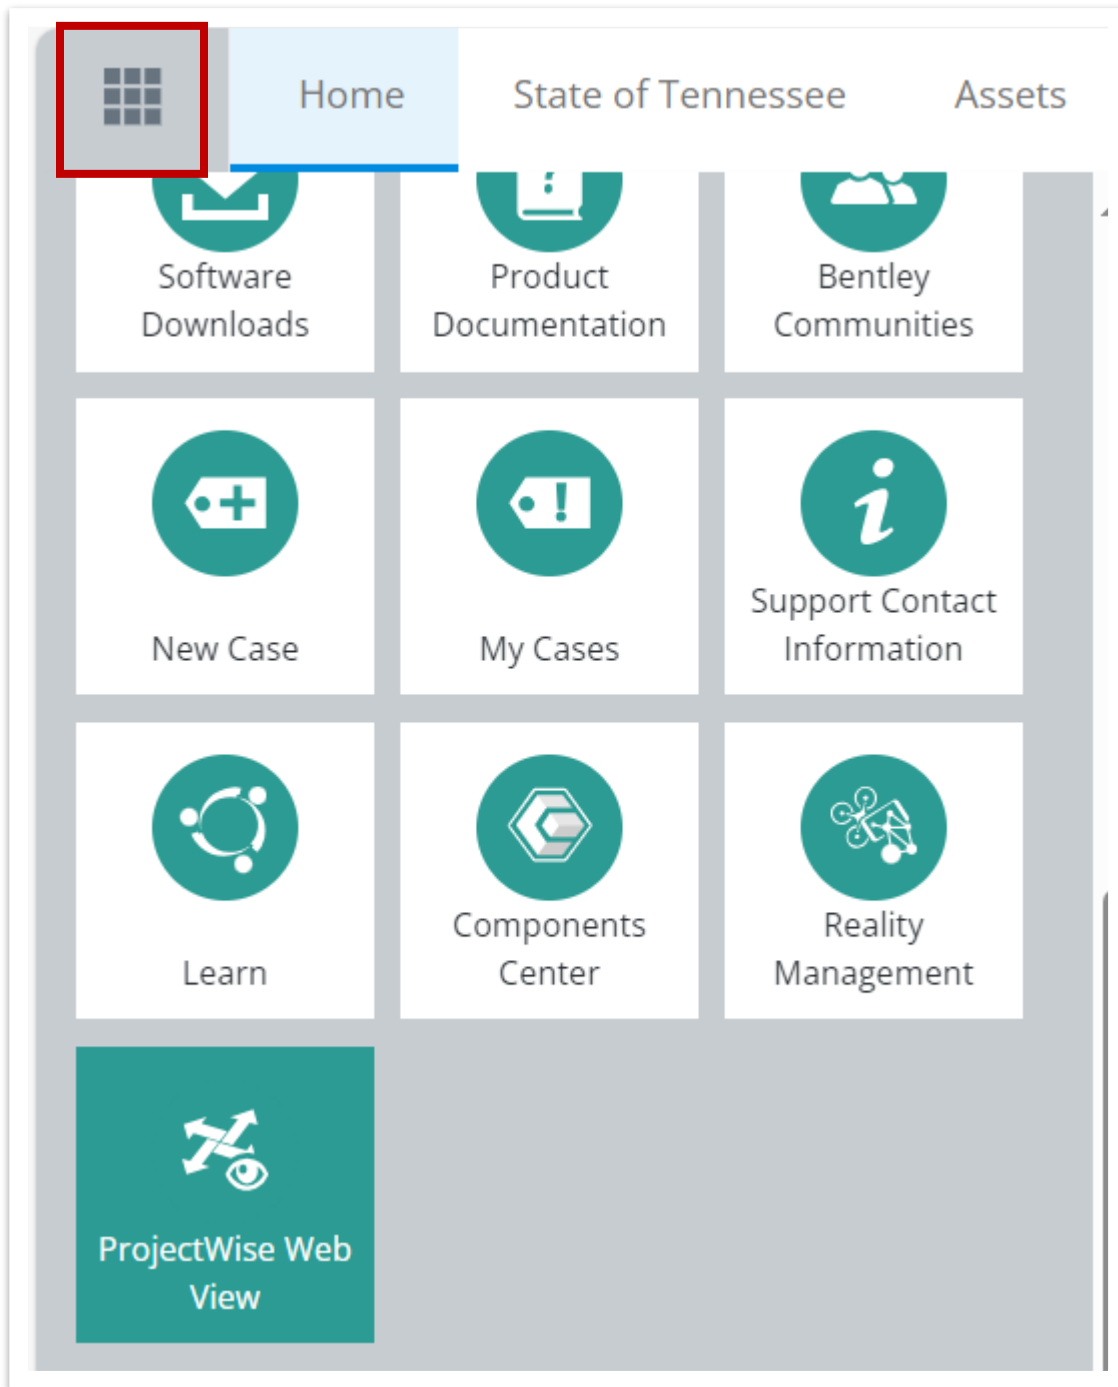 Home State of Tennessee Assets
Software Product Bentley
Downloads Documentation Communities
New Case My Cases Support Contact
Information
Learn Components Reality
Center Management
ProjectWise Web
View